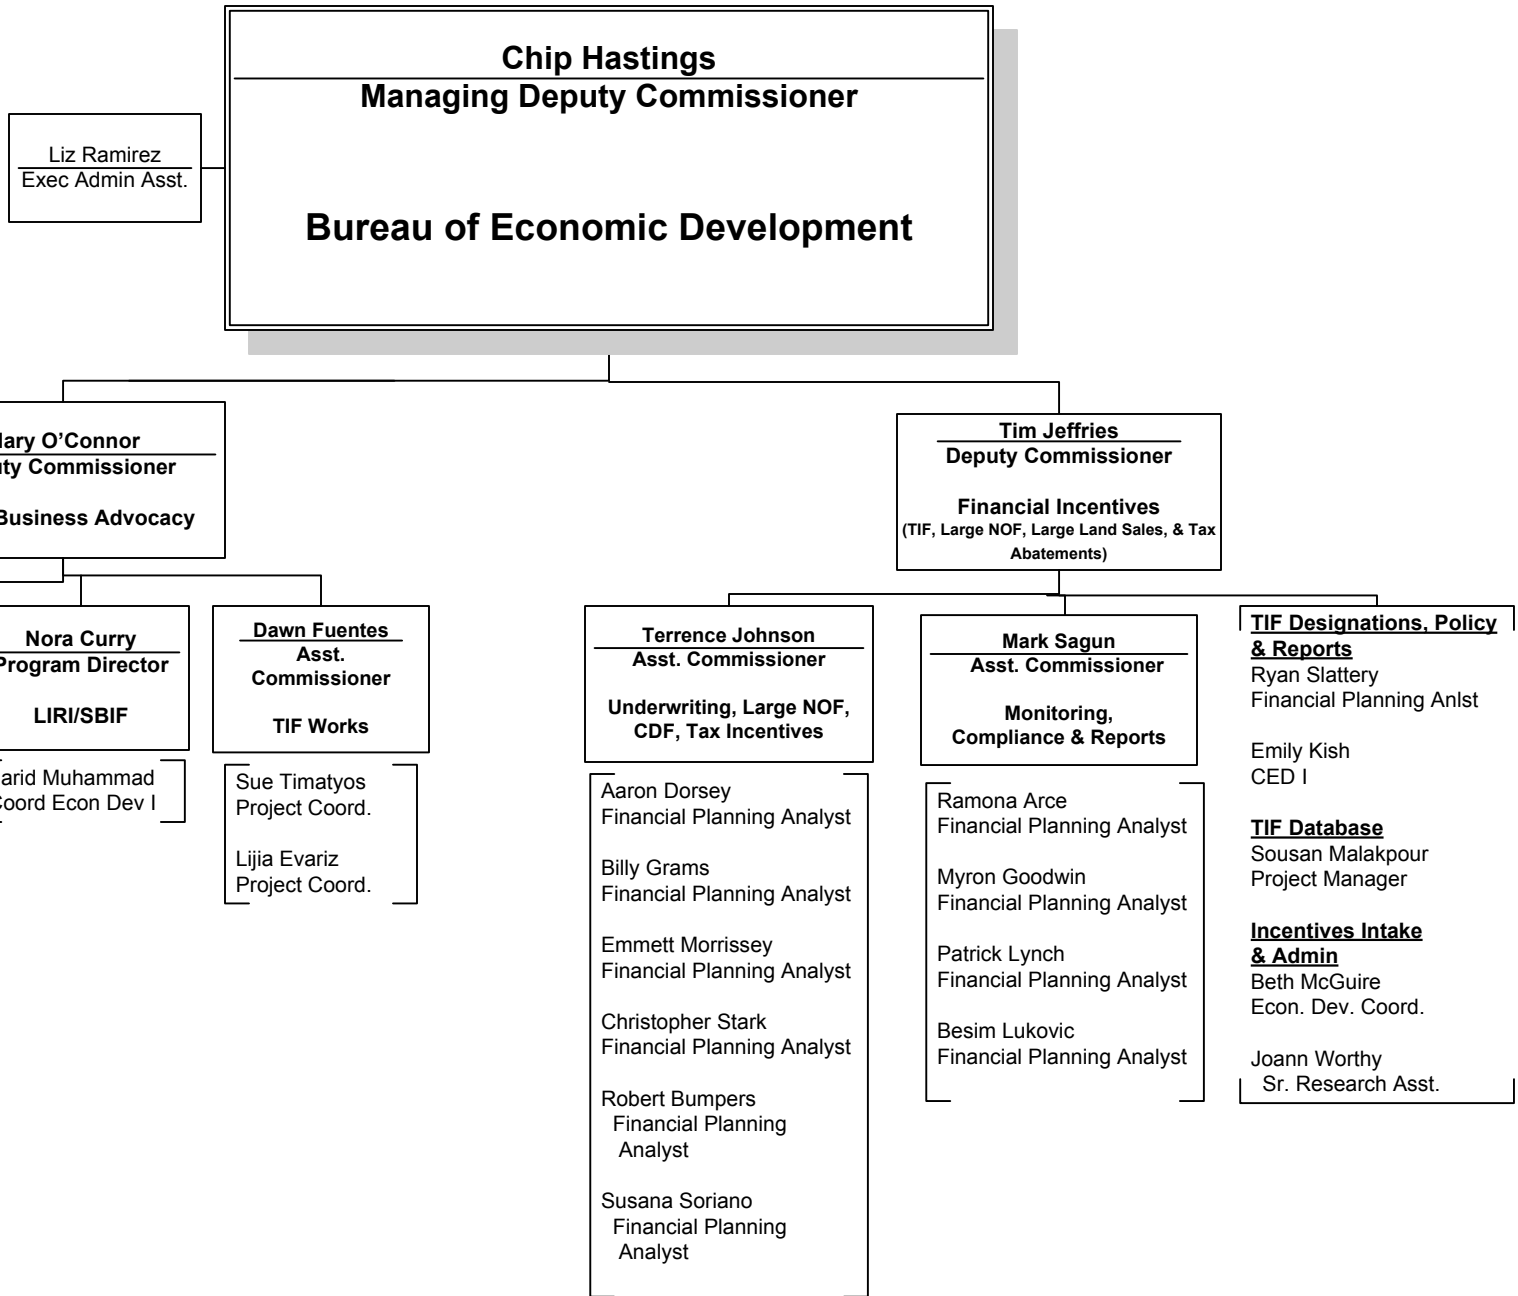 Chip Hastings
Managing Deputy Commissioner
Bureau of Economic Development
Liz Ramirez
Exec Admin Asst.
O’Connor
Commissioner
Business Advocacy
Tim Jeffries
Deputy Commissioner
Financial Incentives
(TIF, Large NOF, Large Land Sales, & Tax
Abatements)
Nora Curry
Program Director
LIRI/SBIF
Muhammad
Coord Econ Dev I
Dawn Fuentes
Asst.
Commissioner
TIF Works
Sue Timatyos
Project Coord.
Lijia Evariz
Project Coord.
Terrence Johnson
Asst. Commissioner
Underwriting, Large NOF,
CDF, Tax Incentives
Aaron Dorsey
Financial Planning Analyst
Billy Grams
Financial Planning Analyst
Emmett Morrissey
Financial Planning Analyst
Christopher Stark
Financial Planning Analyst
Robert Bumpers
Financial Planning
Analyst
Susana Soriano
Financial Planning
Analyst
Mark Sagun
Asst. Commissioner
Monitoring,
Compliance & Reports
Ramona Arce
Financial Planning Analyst
Myron Goodwin
Financial Planning Analyst
Patrick Lynch
Financial Planning Analyst
Besim Lukovic
Financial Planning Analyst
TIF Designations, Policy
& Reports
Ryan Slattery
Financial Planning Anlst
Emily Kish
CED I
TIF Database
Sousan Malakpour
Project Manager
Incentives Intake
& Admin
Beth McGuire
Econ. Dev. Coord.
Joann Worthy
Sr. Research Asst.